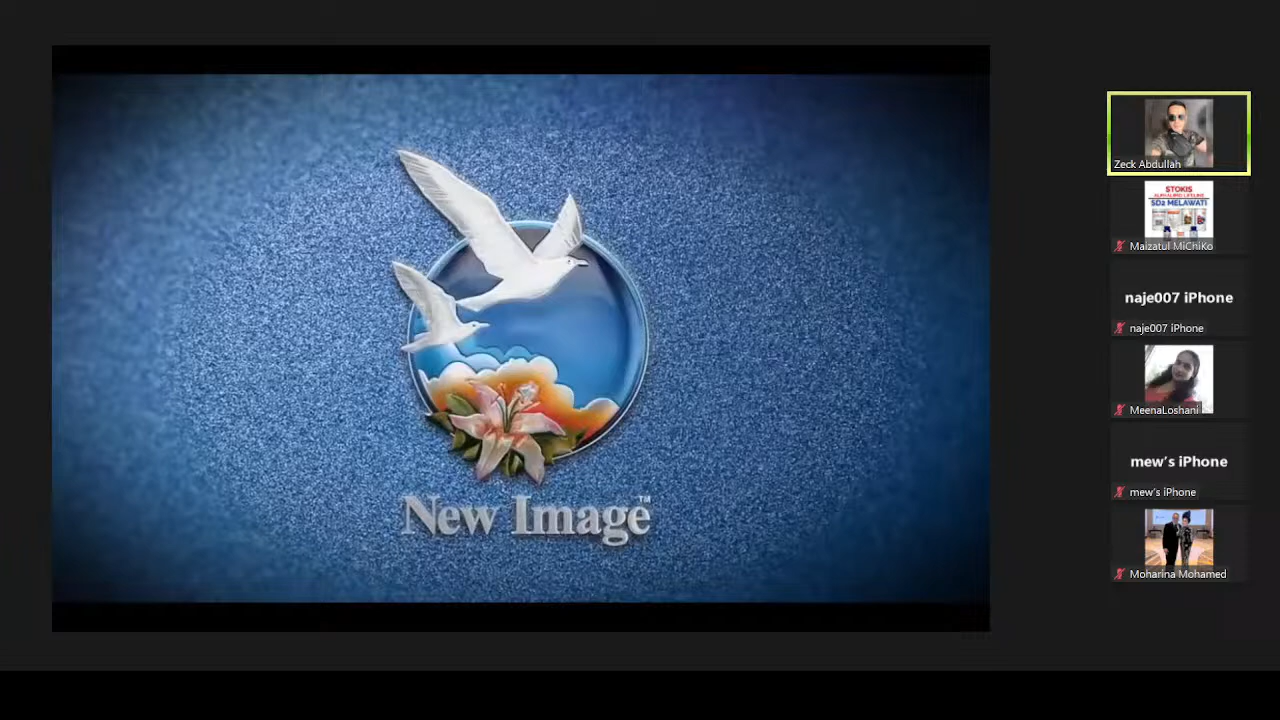 New Image™
Zeck Abdullah
STOKIS
SD2 MELAWATI
Maizatul MiChiKo
naje007 iPhone
naje007 iPhone
MeenaLoshani
mew's iPhone
mew's iPhone
Moharina Mohamed